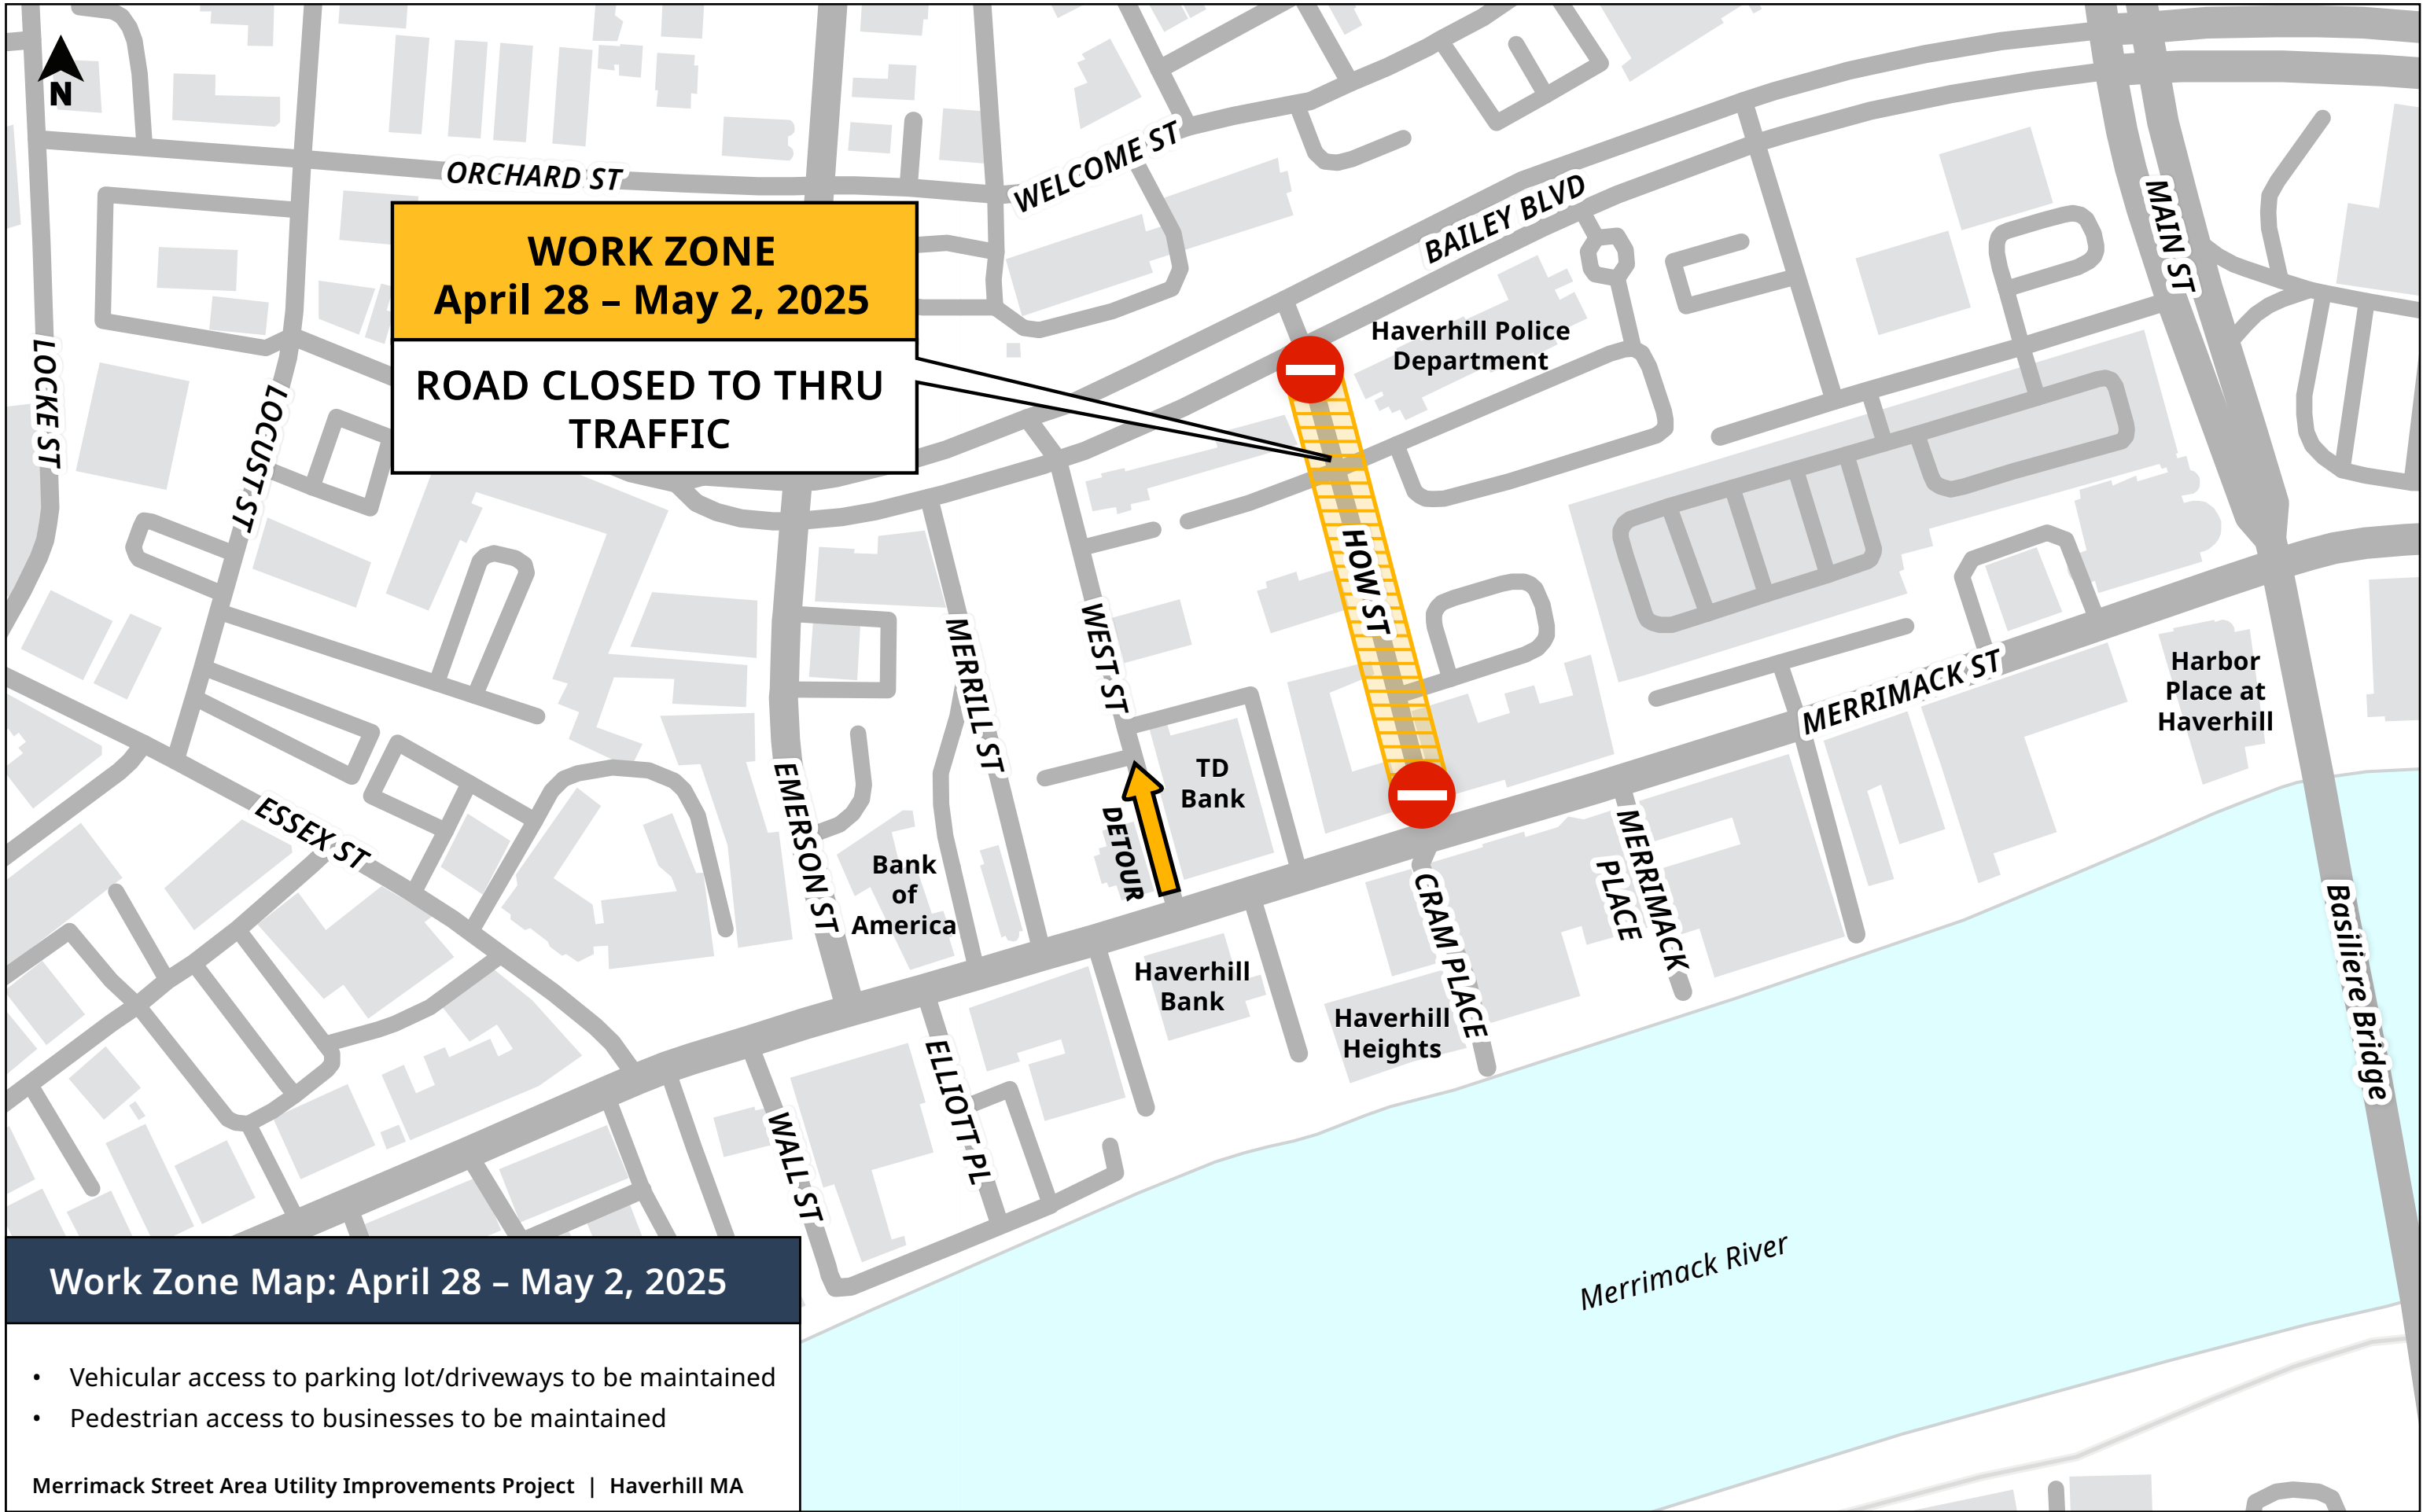 N
ORCHARD ST
WELCOME ST
BAILEY BLVD
MAIN ST
WORK ZONE
April 28 – May 2, 2025
ROAD CLOSED TO THRU
TRAFFIC
Haverhill Police
Department
LOCKE ST
LOCUST ST
HOW ST
WEST ST
MERRILL ST
MERRIMACK ST
Harbor
Place at
Haverhill
TD
Bank
DETOUR
EMERSON ST
ESSEX ST
Bank
of
America
MERRIMACK
PLACE
CRAM PLACE
Basiliere Bridge
Haverhill
Bank
Haverhill
Heights
ELLIOTT PL
WALL ST
Merrimack River
Work Zone Map: April 28 – May 2, 2025
• Vehicular access to parking lot/driveways to be maintained
• Pedestrian access to businesses to be maintained
Merrimack Street Area Utility Improvements Project | Haverhill MA